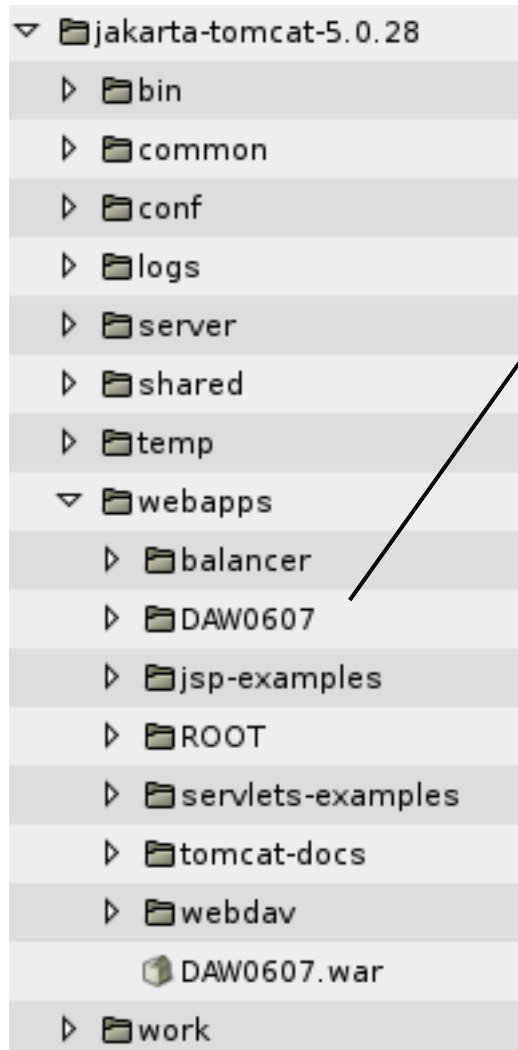 jakarta-tomcat-5.0.28
bin
common
conf
logs
server
shared
temp
webapps
balancer
DAW0607
jsp-examples
ROOT
servlets-examples
tomcat-docs
webdav
DAW0607.war
work